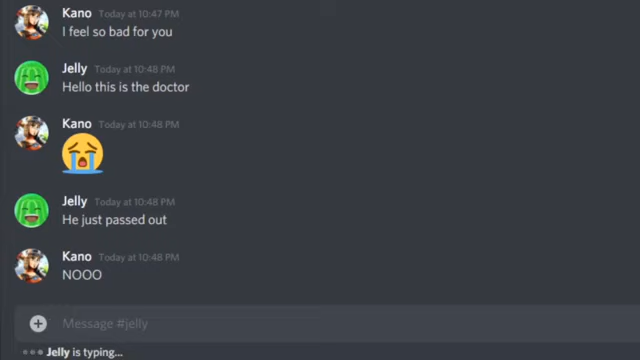 Kano Today at 10:47 PM
I feel so bad for you
Jelly Today at 10:48 PM
Hello this is the doctor
Kano Today at 10:48 PM
Jelly Today at 10:48 PM
He just passed out
Kano Today at 10:48 PM
NOOO
Message #jelly
Jelly is typing...